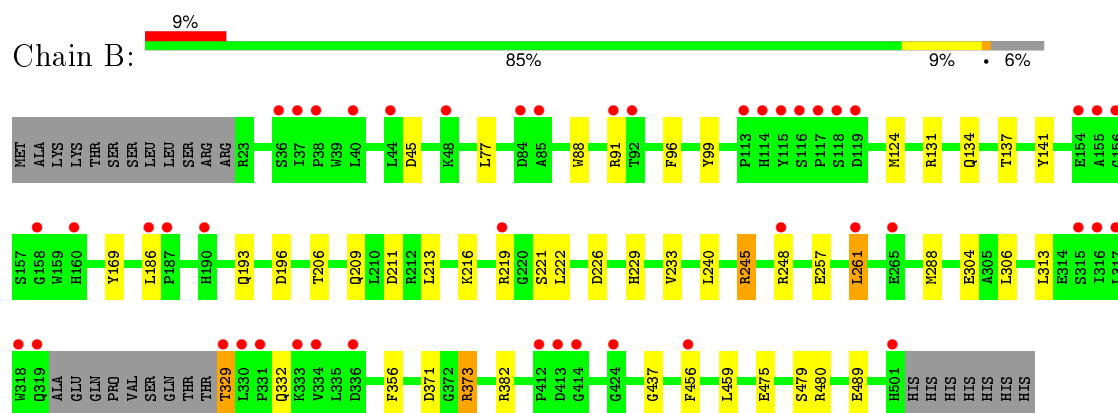 9%
Chain B:
85% 9% • 6%
MET ALA LYS LYS THR SER SER LEU LEU SER ARG ARG R23 S36 I37 P38 W39 L40 L44 D45 K48 L77 D84 A85 W88 R91 T92 F96 Y99 P113 H114 Y115 S116 P117 S118 D119 M124 R131 Q134 T137 Y141 E154 A155 G156
S157 G158 W159 H160 Y169 L186 P187 H190 Q193 D196 T206 Q209 L210 D211 R212 L213 K216 R219 G220 S221 L222 D226 H229 V233 L240 R245 R248 E257 L261 E265 M288 E304 A305 L306 L313 E314 S315 I316 L317
W318 Q319 ALA GLU GLN PRO VAL SER GLN THR THR T329 L330 P331 Q332 K333 V334 L335 D336 F356 D371 G372 R373 R382 P412 D413 G414 G424 G437 F456 L459 E475 S479 R480 E489 H501 HIS HIS HIS HIS HIS HIS HIS